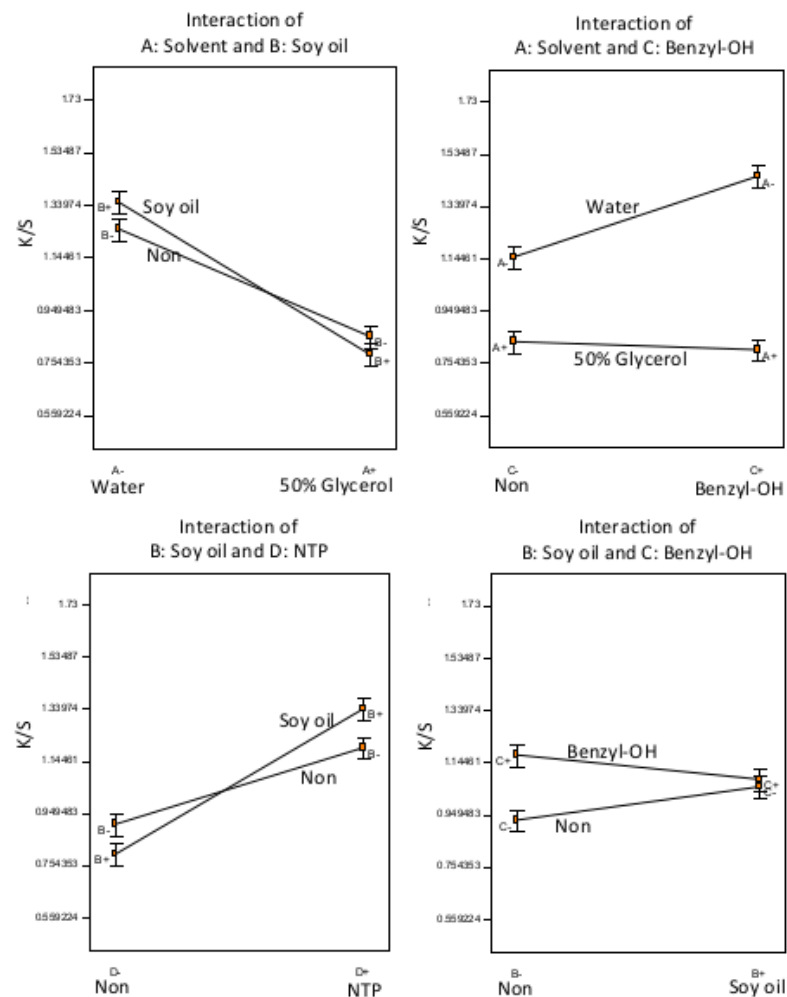 Interaction of
A: Solvent and B: Soy oil
1.73
1.53487
1.33974
1.14461
0.949483
0.754353
0.559224
K/S
B+
Soy oil
B-
Non
B-
B+
A-
Water
A+
50% Glycerol
Interaction of
A: Solvent and C: Benzyl-OH
1.73
1.53487
1.33974
1.14461
0.949483
0.754353
0.559224
K/S
A-
Water
A-
A+
50% Glycerol
A+
C-
Non
C+
Benzyl-OH
Interaction of
B: Soy oil and D: NTP
1.73
1.53487
1.33974
1.14461
0.949483
0.754353
0.559224
K/S
Soy oil
B+
B-
Non
B-
B+
D-
Non
D+
NTP
Interaction of
B: Soy oil and C: Benzyl-OH
1.73
1.53487
1.33974
1.14461
0.949483
0.754353
0.559224
K/S
C+
Benzyl-OH
C+
C-
C-
Non
B-
Non
B+
Soy oil